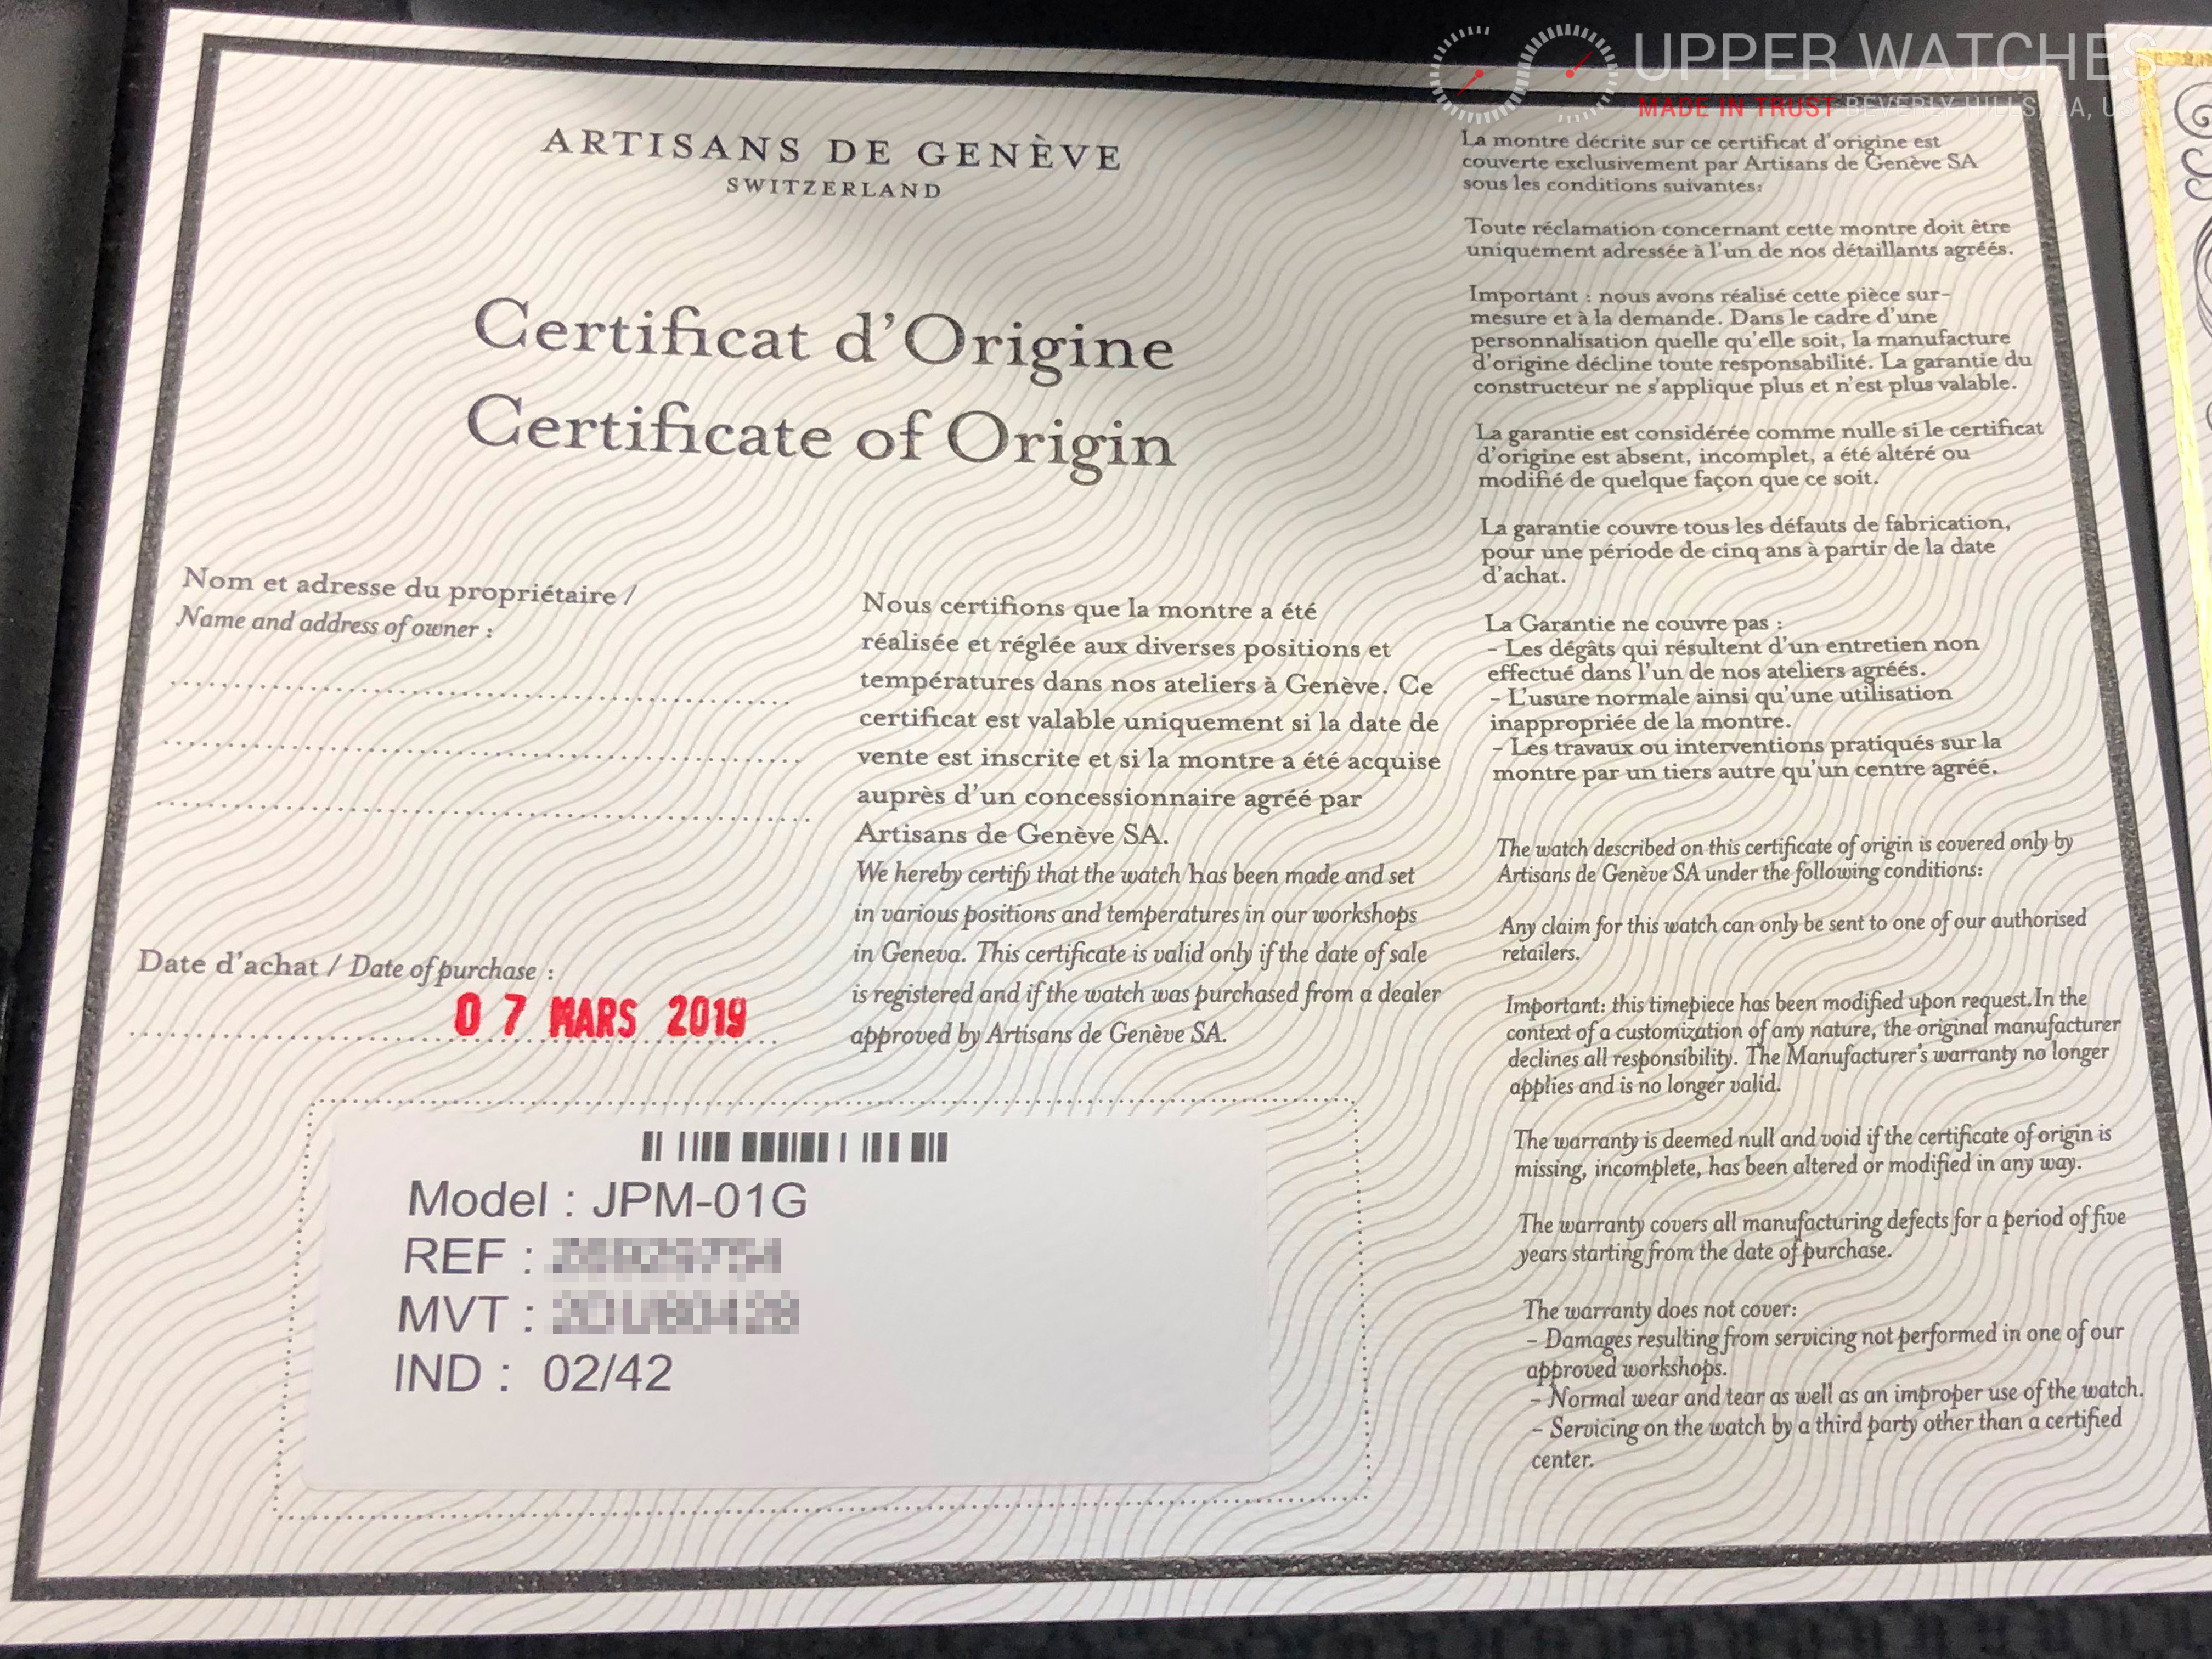 UPPER WATCHES
MADE IN TRUST BEVERLY HILLS, CA,
ARTISANS DE GENÈVE
SWITZERLAND
Certificat d'Origine
Certificate of Origin
Nom et adresse du propriétaire /
Name and address of owner :
Date d'achat / Date of purchase :
07 MARS 2019
Nous certifions que la montre a été
réalisée et réglée aux diverses positions et
températures dans nos ateliers à Genève. Ce
certificat est valable uniquement si la date de
vente est inscrite et si la montre a été acquise
auprès d'un concessionnaire agréé par
Artisans de Genève SA.
We hereby certify that the watch has been made and set
in various positions and temperatures in our workshops
in Geneva. This certificate is valid only if the date of sale
is registered and if the watch was purchased from a dealer
approved by Artisans de Genève SA.
Model : JPM-01G
REF :
MVT :
IND : 02/42
La montre décrite sur ce certificat d'origine est
couverte exclusivement par Artisans de Genève SA
sous les conditions suivantes:
Toute réclamation concernant cette montre doit être
uniquement adressée à l'un de nos détaillants agréés.
Important : nous avons réalisé cette pièce sur-
mesure et à la demande. Dans le cadre d'une
personnalisation quelle qu'elle soit, la manufacture
d'origine décline toute responsabilité. La garantie du
constructeur ne s'applique plus et n'est plus valable.
La garantie est considérée comme nulle si le certificat
d'origine est absent, incomplet, a été altéré ou
modifié de quelque façon que ce soit.
La garantie couvre tous les défauts de fabrication,
pour une période de cinq ans à partir de la date
d'achat.
La Garantie ne couvre pas :
- Les dégâts qui résultent d'un entretien non
effectué dans l'un de nos ateliers agréés.
- L'usure normale ainsi qu'une utilisation
inappropriée de la montre.
- Les travaux ou interventions pratiqués sur la
montre par un tiers autre qu'un centre agréé.
The watch described on this certificate of origin is covered only by
Artisans de Genève SA under the following conditions:
Any claim for this watch can only be sent to one of our authorised
retailers.
Important: this timepiece has been modified upon request. In the
context of a customization of any nature, the original manufacturer
declines all responsibility. The Manufacturer's warranty no longer
applies and is no longer valid.
The warranty is deemed null and void if the certificate of origin is
missing, incomplete, has been altered or modified in any way.
The warranty covers all manufacturing defects for a period of five
years starting from the date of purchase.
The warranty does not cover:
- Damages resulting from servicing not performed in one of our
approved workshops.
- Normal wear and tear as well as an improper use of the watch.
- Servicing on the watch by a third party other than a certified
center.